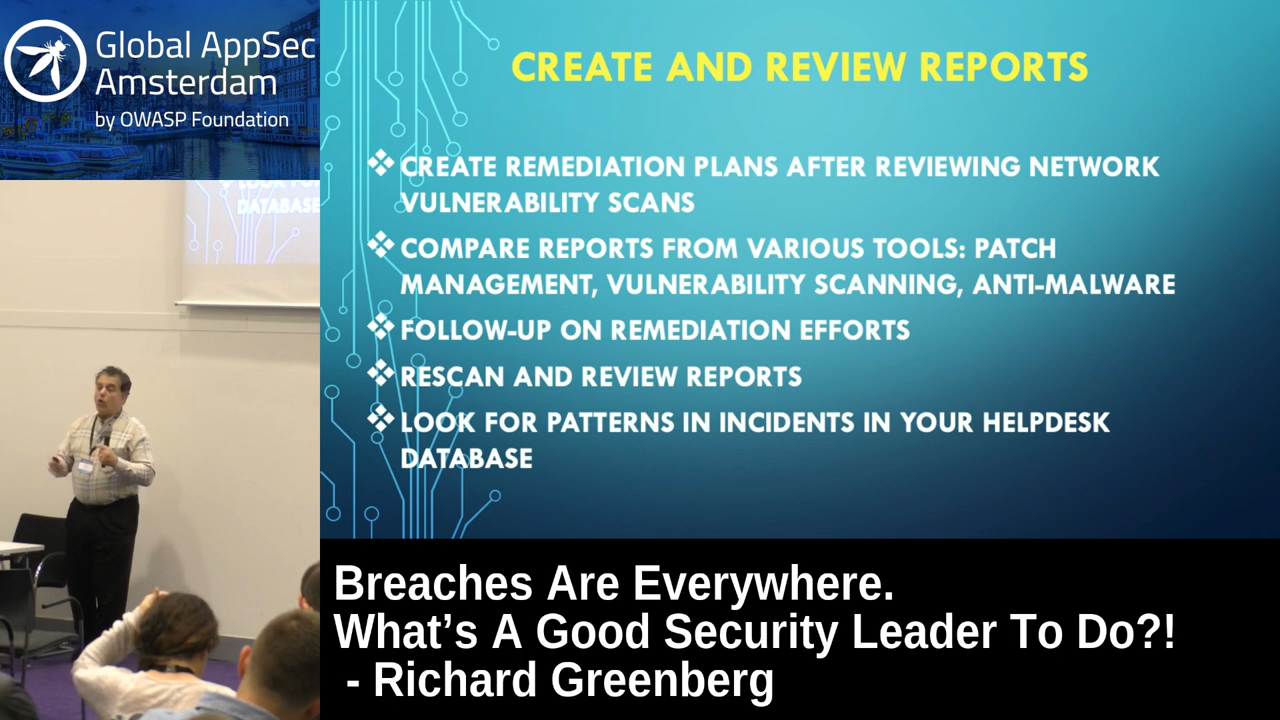 Global AppSec
Amsterdam
by OWASP Foundation
DATABASE
CREATE AND REVIEW REPORTS
CREATE REMEDIATION PLANS AFTER REVIEWING NETWORK
VULNERABILITY SCANS
COMPARE REPORTS FROM VARIOUS TOOLS: PATCH
MANAGEMENT, VULNERABILITY SCANNING, ANTI-MALWARE
FOLLOW-UP ON REMEDIATION EFFORTS
RESCAN AND REVIEW REPORTS
LOOK FOR PATTERNS IN INCIDENTS IN YOUR HELPDESK
DATABASE
Breaches Are Everywhere.
What's A Good Security Leader To Do?!
- Richard Greenberg